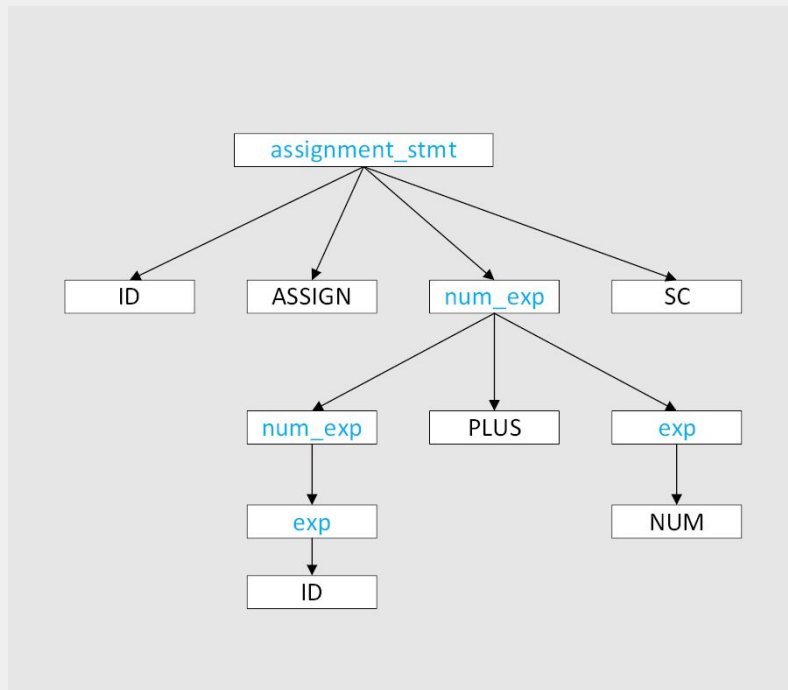 assignment_stmt
ID ASSIGN num_exp SC
num_exp PLUS exp
exp NUM
ID